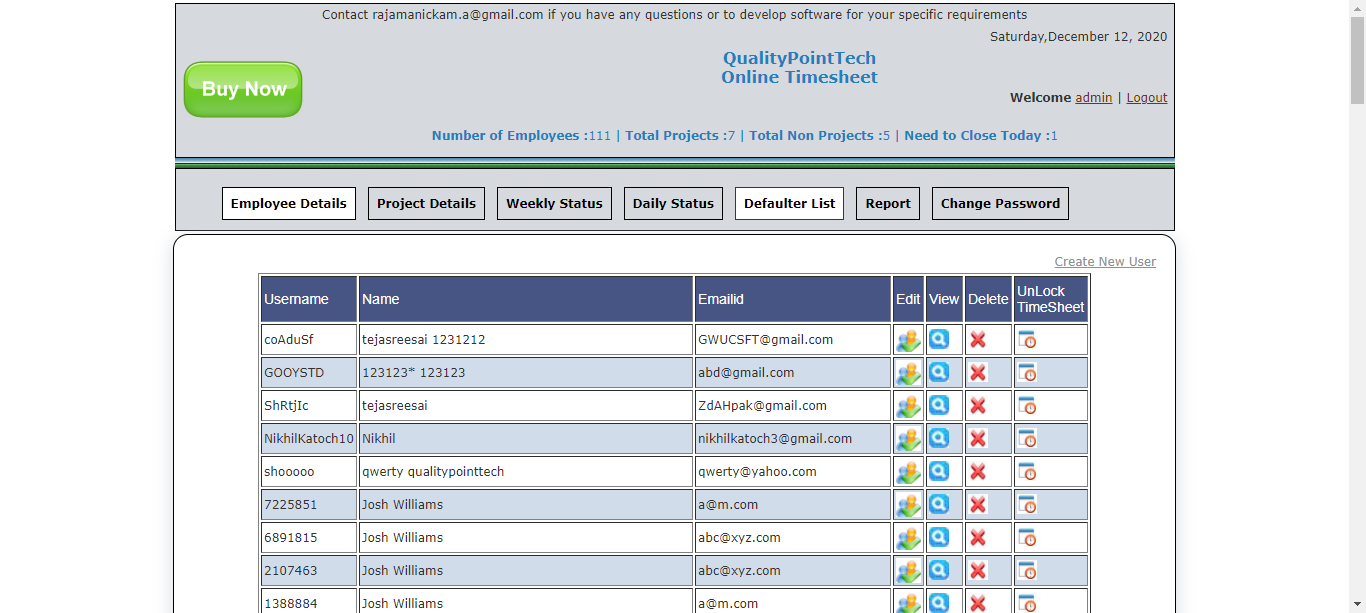 Contact rajamanickam.a@gmail.com if you have any questions or to develop software for your specific requirements
Saturday,December 12, 2020
QualityPointTech
Online Timesheet
Buy Now
Welcome admin | Logout
Number of Employees :111 | Total Projects :7 | Total Non Projects :5 | Need to Close Today :1
Employee Details Project Details Weekly Status Daily Status Defaulter List Report Change Password
Create New User
Username Name Emailid Edit View Delete UnLock TimeSheet
coAduSf tejasreesai 1231212 GWUCSFT@gmail.com
GOOYSTD 123123* 123123 abd@gmail.com
ShRtjIc tejasreesai ZdAHpak@gmail.com
NikhilKatoch10 Nikhil nikhilkatoch3@gmail.com
shooooo qwerty qualitypointtech qwerty@yahoo.com
7225851 Josh Williams a@m.com
6891815 Josh Williams abc@xyz.com
2107463 Josh Williams abc@xyz.com
1388884 Josh Williams a@m.com